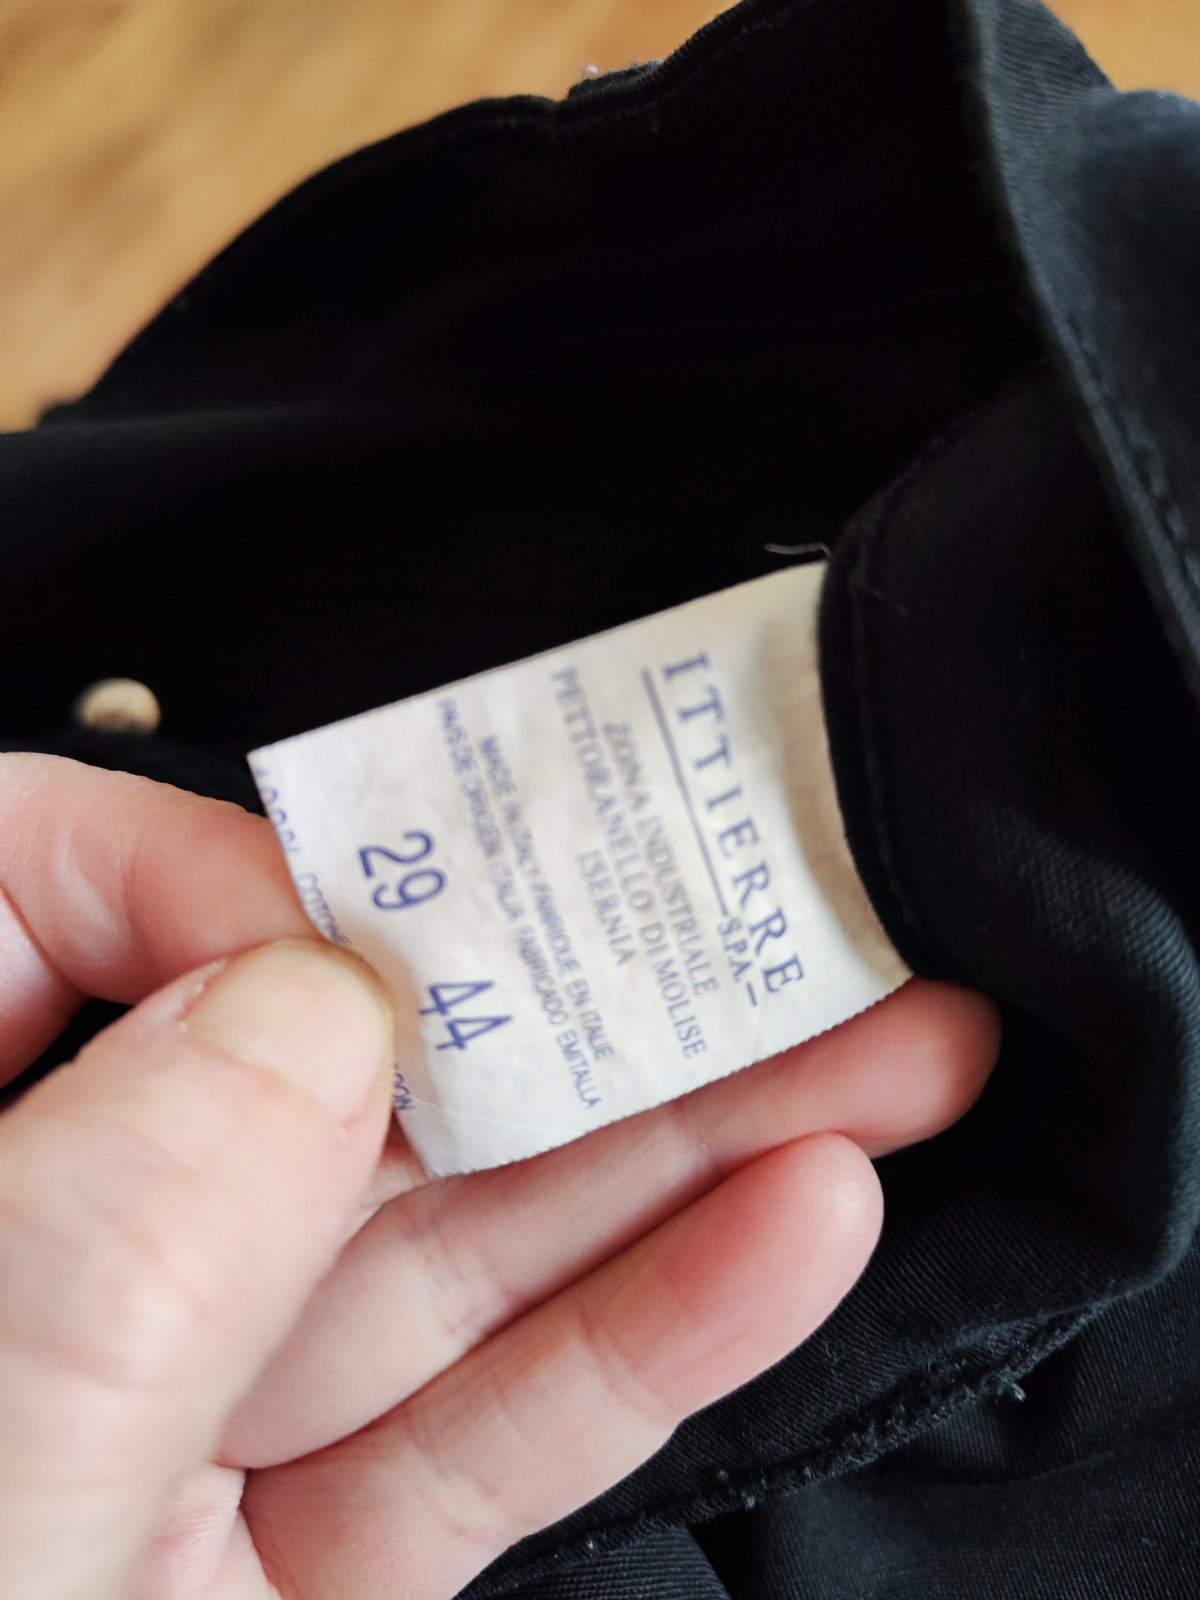 ITTIERRE
S.P.A.
ZONA INDUSTRIALE
PETTORANELLO DI MOLISE
ISERNIA
MADE IN ITALY-FABRIQUE EN ITALIE
PAIS DE ORIGEN ITALIA FABRICADO EM ITALIA
29 44